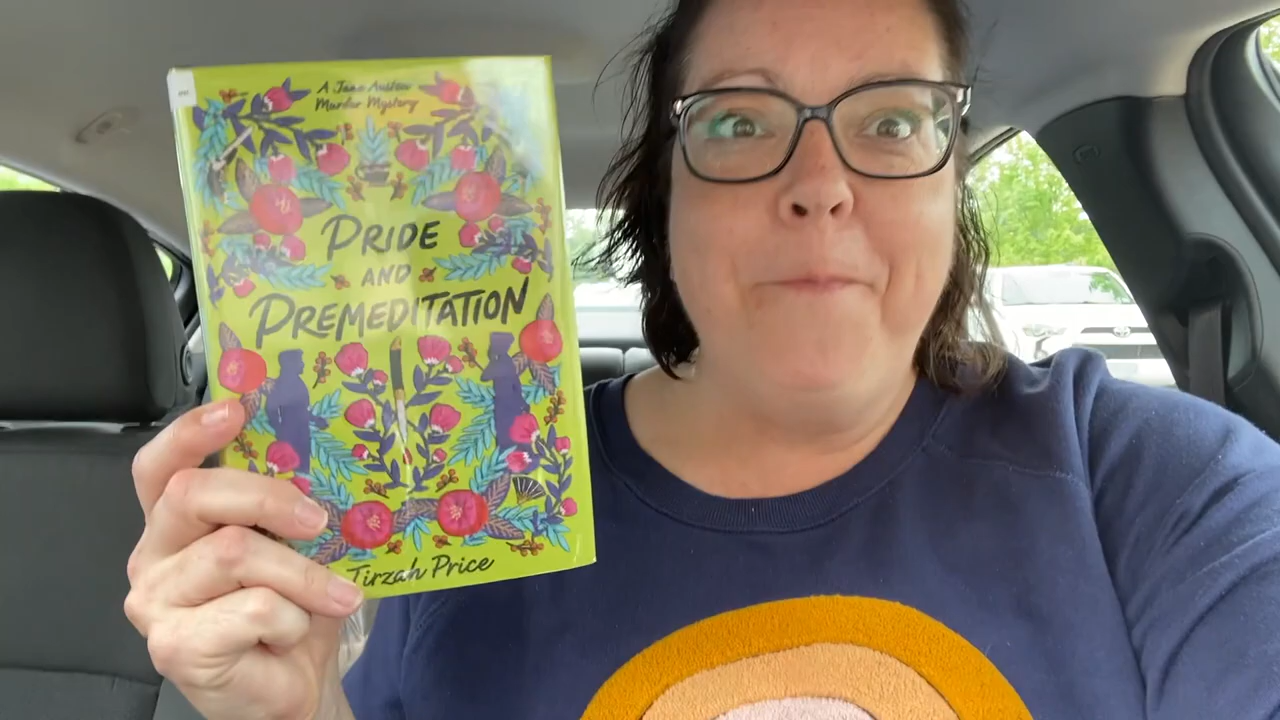 A Jane Austen
Murder Mystery
PRIDE
AND
PREMEDITATION
Tirzah Price